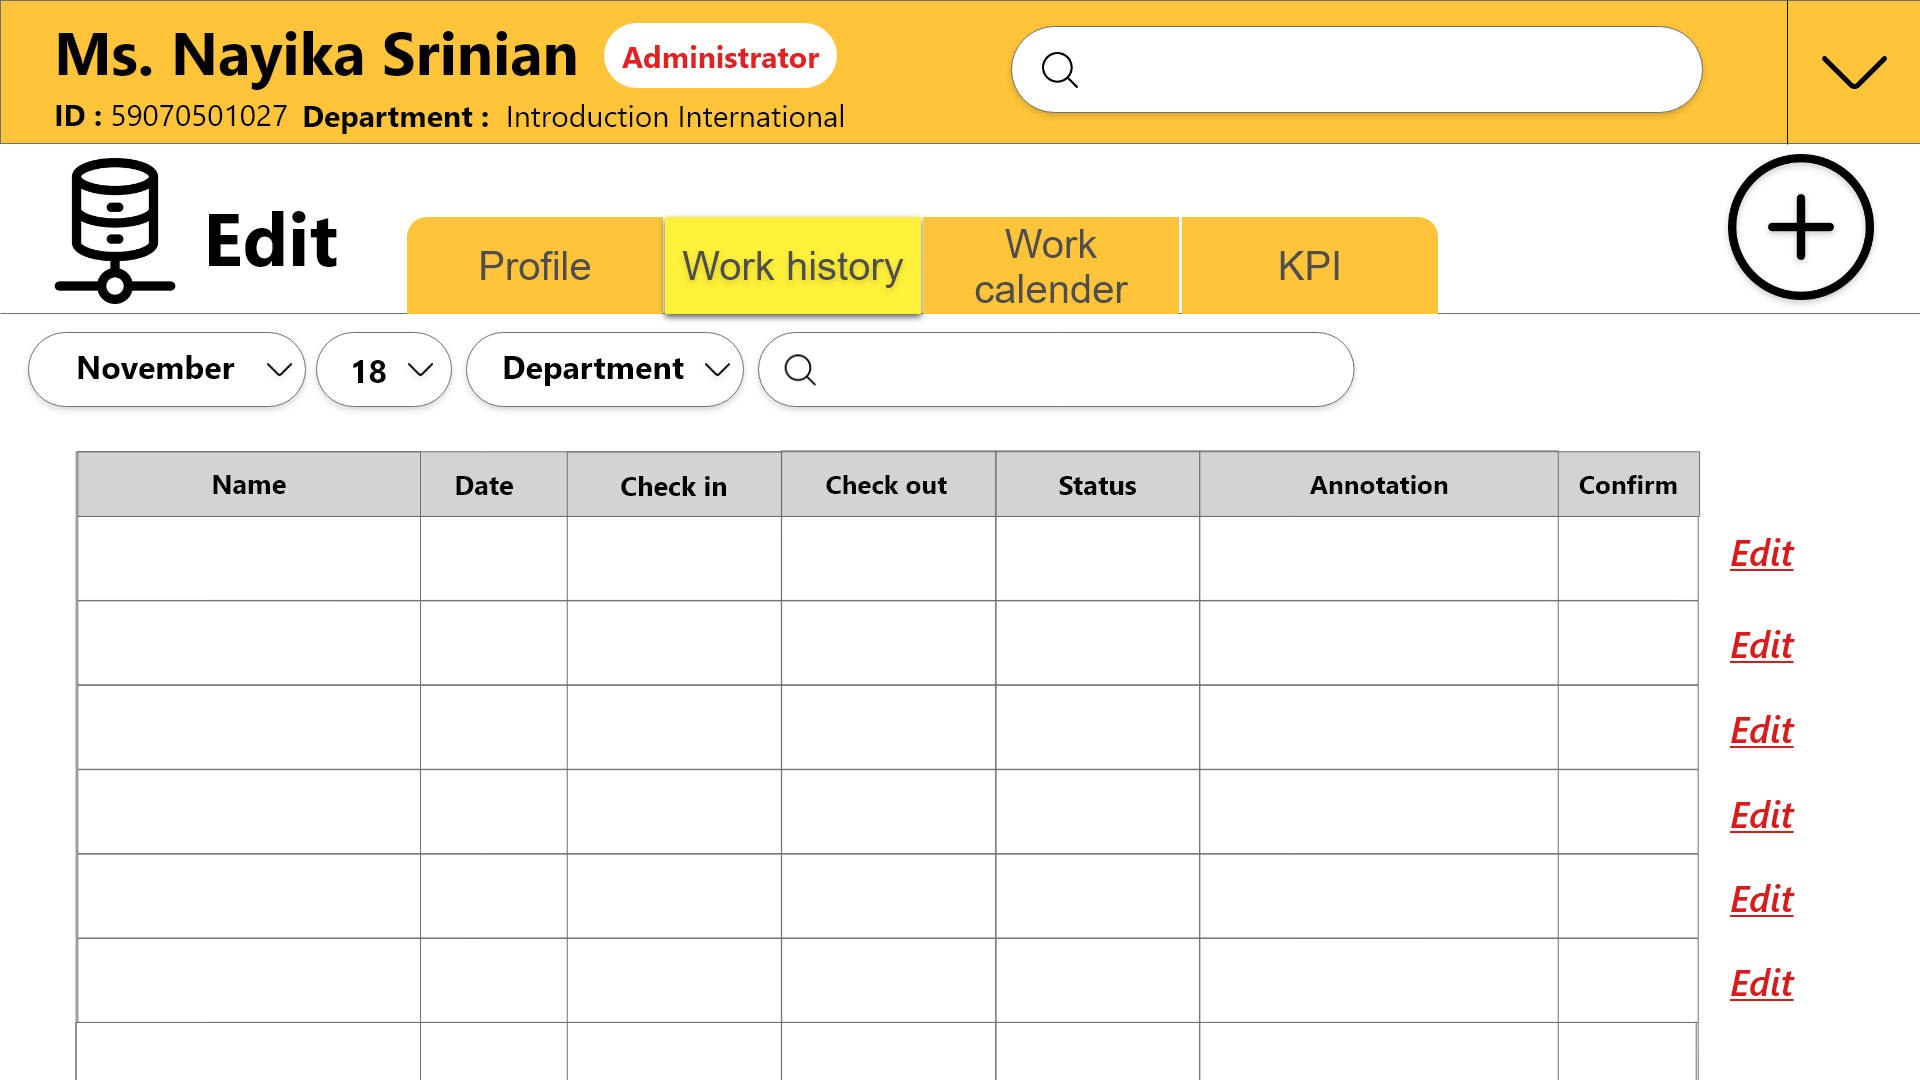 Ms. Nayika Srinian Administrator
ID : 59070501027 Department : Introduction International
Edit
Profile
Work history
Work
calender
KPI
November 18 Department
Name Date Check in Check out Status Annotation Confirm
Edit
Edit
Edit
Edit
Edit
Edit